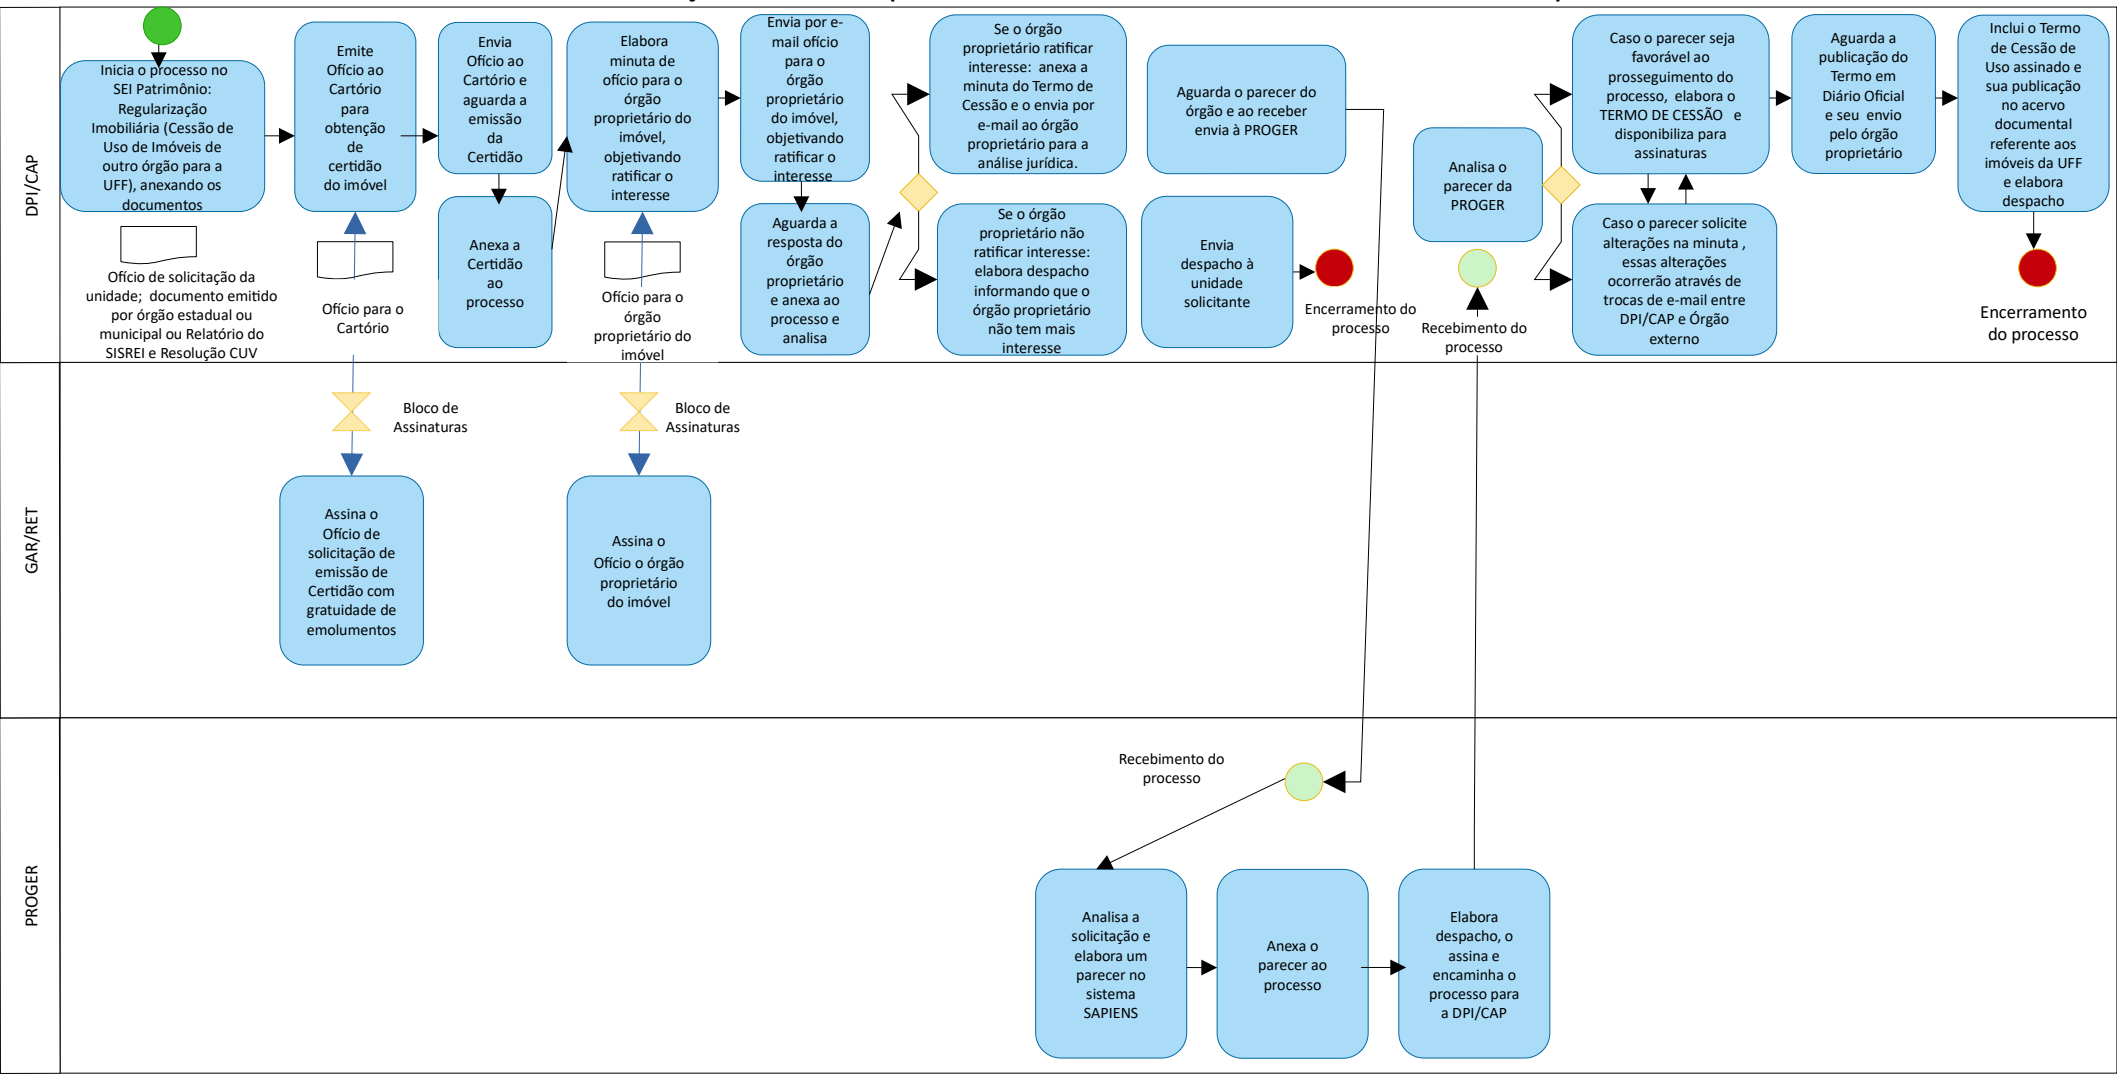 DPI/CAP
Inicia o processo no
SEI Patrimônio:
Regularização
Imobiliária (Cessão de
Uso de Imóveis de
outro órgão para a
UFF), anexando os
documentos
Ofício de solicitação da
unidade;  documento emitido
por órgão estadual ou
municipal ou Relatório do
SISREI e Resolução CUV
Emite
Ofício ao
Cartório
para
obtenção
de
certidão
do imóvel
Ofício para o
Cartório
Envia
Ofício ao
Cartório e
aguarda a
emissão
da
Certidão
Anexa a
Certidão
ao
processo
Elabora
minuta de
ofício para o
órgão
proprietário do
imóvel,
objetivando
ratificar o
interesse
Ofício para o
órgão
proprietário do
imóvel
Envia por e-
mail ofício
para o
órgão
proprietário
do imóvel,
objetivando
ratificar o
interesse
Aguarda a
resposta do
órgão
proprietário
e anexa ao
processo e
analisa
Se o órgão
proprietário ratificar
interesse:  anexa a
minuta do Termo de
Cessão e o envia por
e-mail ao órgão
proprietário para a
análise jurídica.
Se o órgão
proprietário não
ratificar interesse:
elabora despacho
informando que o
órgão proprietário
não tem mais
interesse
Aguarda o parecer do
órgão e ao receber
envia à PROGER
Envia
despacho à
unidade
solicitante
Encerramento do
processo
Analisa o
parecer da
PROGER
Recebimento do
processo
Caso o parecer seja
favorável ao
prosseguimento do
processo,  elabora o
TERMO DE CESSÃO  e
disponibiliza para
assinaturas
Caso o parecer solicite
alterações na minuta ,
essas alterações
ocorrerão através de
trocas de e-mail entre
DPI/CAP e Órgão
externo
Aguarda a
publicação do
Termo em
Diário Oficial
e seu  envio
pelo órgão
proprietário
Inclui o Termo
de Cessão de
Uso assinado e
sua publicação
no acervo
documental
referente aos
imóveis da UFF
e elabora
despacho
Encerramento
do processo
GAR/RET
Bloco de
Assinaturas
Assina o
Ofício de
solicitação de
emissão de
Certidão com
gratuidade de
emolumentos
Bloco de
Assinaturas
Assina o
Ofício o órgão
proprietário
do imóvel
PROGER
Recebimento do
processo
Analisa a
solicitação e
elabora um
parecer no
sistema
SAPIENS
Anexa o
parecer ao
processo
Elabora
despacho, o
assina e
encaminha o
processo para
a DPI/CAP